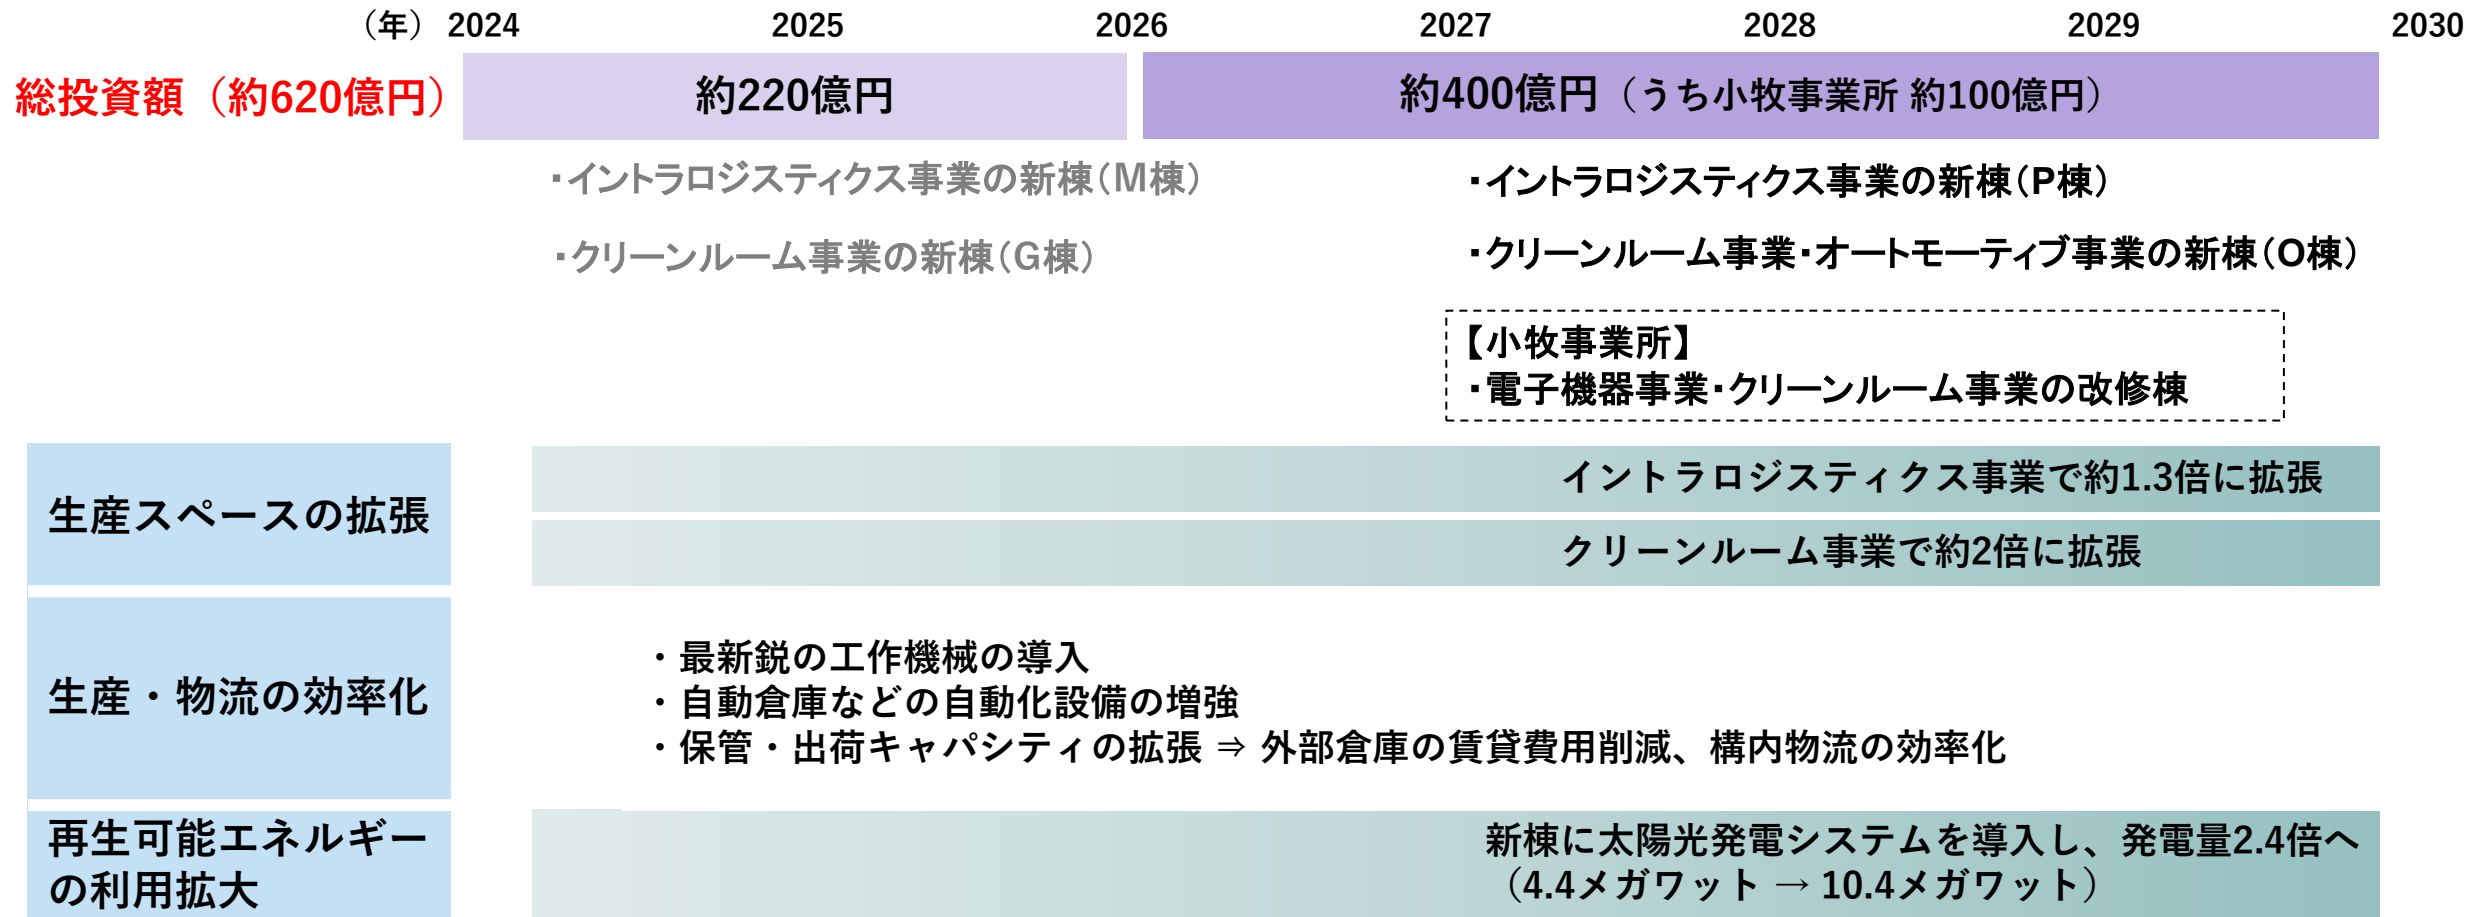 （年） 2024 2025 2026 2027 2028 2029 2030
総投資額（約620億円） 約220億円 約400億円（うち小牧事業所 約100億円）
・イントラロジスティクス事業の新棟（M棟）
・クリーンルーム事業の新棟（G棟）
・イントラロジスティクス事業の新棟（P棟）
・クリーンルーム事業・オートモーティブ事業の新棟（O棟）
【小牧事業所】
・電子機器事業・クリーンルーム事業の改修棟
生産スペースの拡張
イントラロジスティクス事業で約1.3倍に拡張
クリーンルーム事業で約2倍に拡張
生産・物流の効率化
・最新鋭の工作機械の導入
・自動倉庫などの自動化設備の増強
・保管・出荷キャパシティの拡張 ⇒ 外部倉庫の賃貸費用削減、構内物流の効率化
再生可能エネルギー
の利用拡大
新棟に太陽光発電システムを導入し、発電量2.4倍へ
（4.4メガワット → 10.4メガワット）